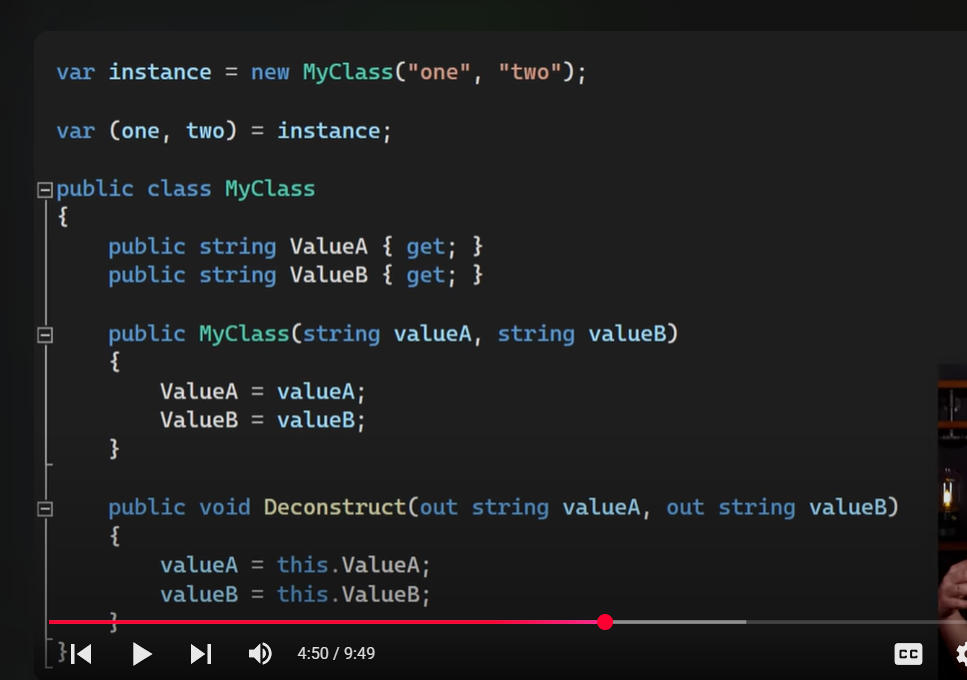 var instance = new MyClass("one", "two");
var (one, two) = instance;
public class MyClass
{
public string ValueA { get; }
public string ValueB { get; }
public MyClass(string valueA, string valueB)
{
ValueA = valueA;
ValueB = valueB;
}
public void Deconstruct(out string valueA, out string valueB)
{
valueA = this.ValueA;
valueB = this.ValueB;
}
}
4:50 / 9:49
CC